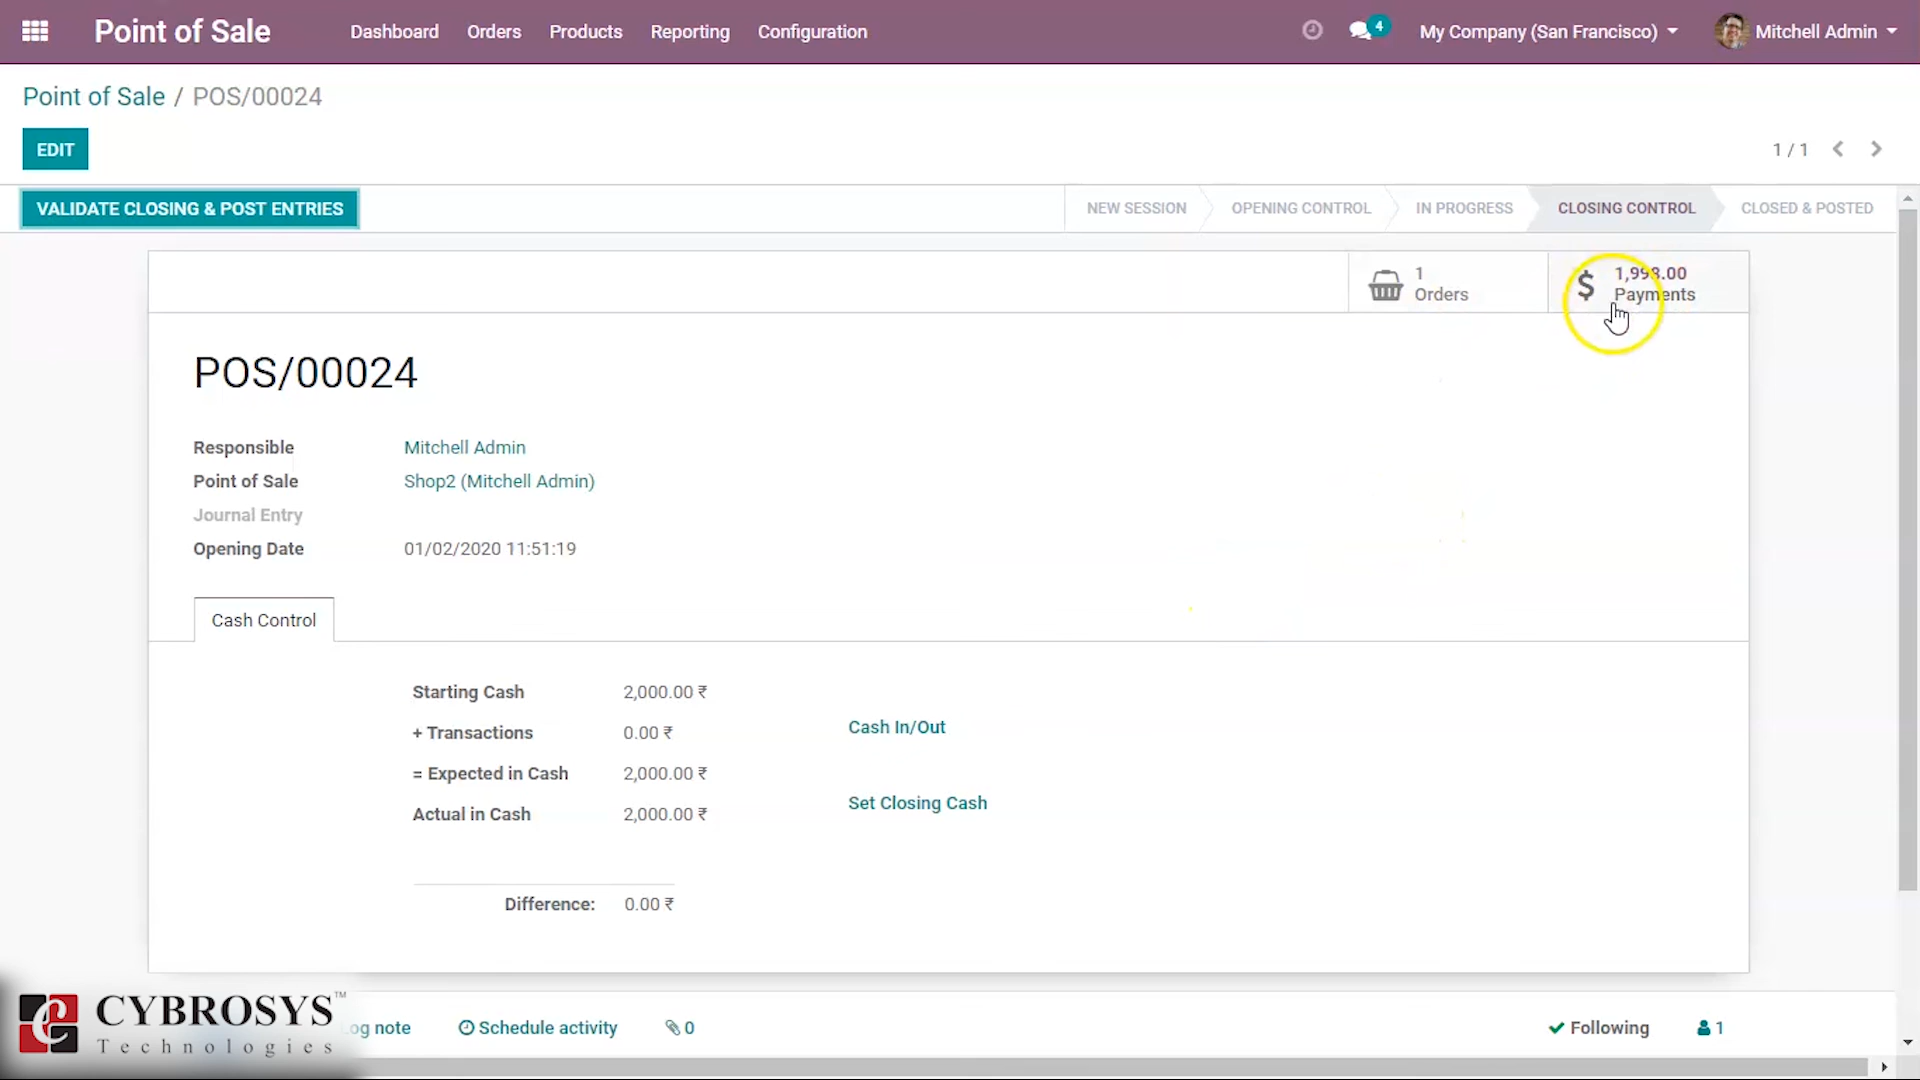 Point of Sale Dashboard Orders Products Reporting Configuration 4 My Company (San Francisco) Mitchell Admin
Point of Sale / POS/00024
EDIT 1 / 1
VALIDATE CLOSING & POST ENTRIES NEW SESSION OPENING CONTROL IN PROGRESS CLOSING CONTROL CLOSED & POSTED
1 $ 1,998.00
Orders Payments
POS/00024
Responsible Mitchell Admin
Point of Sale Shop2 (Mitchell Admin)
Journal Entry
Opening Date 01/02/2020 11:51:19
Cash Control
Starting Cash 2,000.00 ₹
+ Transactions 0.00 ₹ Cash In/Out
= Expected in Cash 2,000.00 ₹
Actual in Cash 2,000.00 ₹ Set Closing Cash
Difference: 0.00 ₹
CYBROSYS™
Technologies
note Schedule activity 0 Following 1